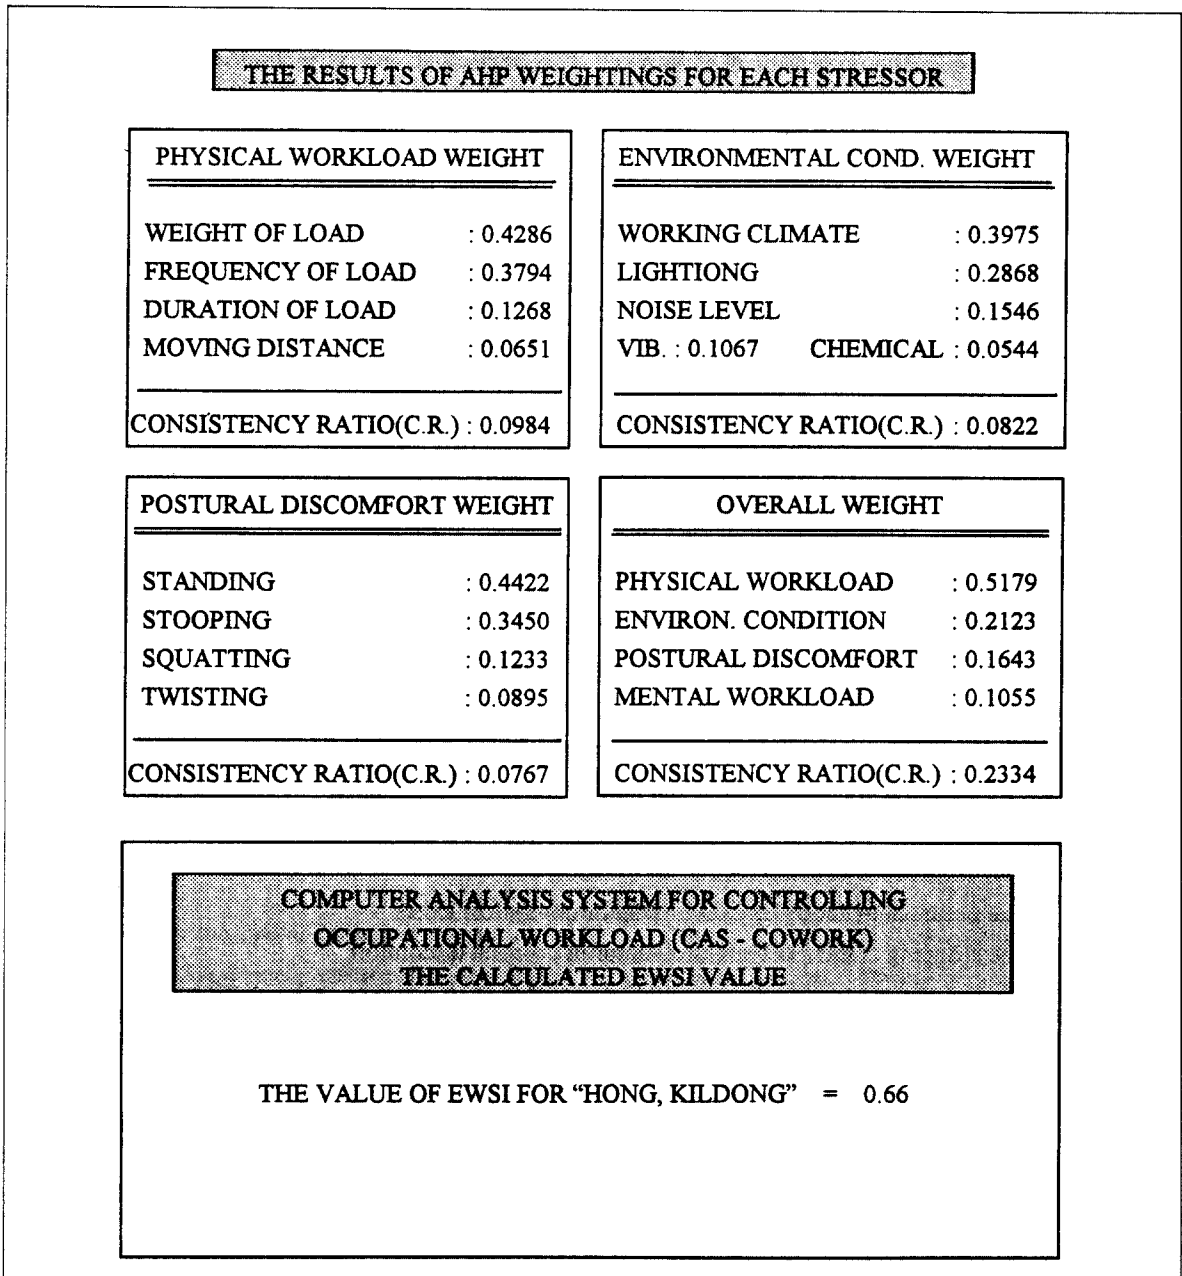 THE RESULTS OF AHP WEIGHTINGS FOR EACH STRESSOR
PHYSICAL WORKLOAD WEIGHT
WEIGHT OF LOAD : 0.4286
FREQUENCY OF LOAD : 0.3794
DURATION OF LOAD : 0.1268
MOVING DISTANCE : 0.0651
CONSISTENCY RATIO(C.R.) : 0.0984
ENVIRONMENTAL COND. WEIGHT
WORKING CLIMATE : 0.3975
LIGHTIONG : 0.2868
NOISE LEVEL : 0.1546
VIB. : 0.1067 CHEMICAL : 0.0544
CONSISTENCY RATIO(C.R.) : 0.0822
POSTURAL DISCOMFORT WEIGHT
STANDING : 0.4422
STOOPING : 0.3450
SQUATTING : 0.1233
TWISTING : 0.0895
CONSISTENCY RATIO(C.R.) : 0.0767
OVERALL WEIGHT
PHYSICAL WORKLOAD : 0.5179
ENVIRON. CONDITION : 0.2123
POSTURAL DISCOMFORT : 0.1643
MENTAL WORKLOAD : 0.1055
CONSISTENCY RATIO(C.R.) : 0.2334
COMPUTER ANALYSIS SYSTEM FOR CONTROLLING
OCCUPATIONAL WORKLOAD (CAS - COWORK)
THE CALCULATED EWSI VALUE
THE VALUE OF EWSI FOR “HONG, KILDONG” = 0.66